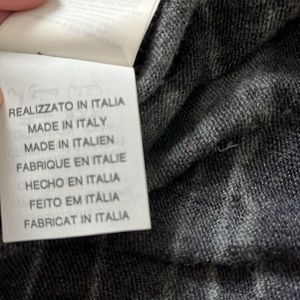 REALIZZATO IN ITALIA
MADE IN ITALY
MADE IN ITALIEN
FABRIQUE EN ITALIE
HECHO EN ITALIA
FEITO EM ITÁLIA
FABRICAT IN ITALIA